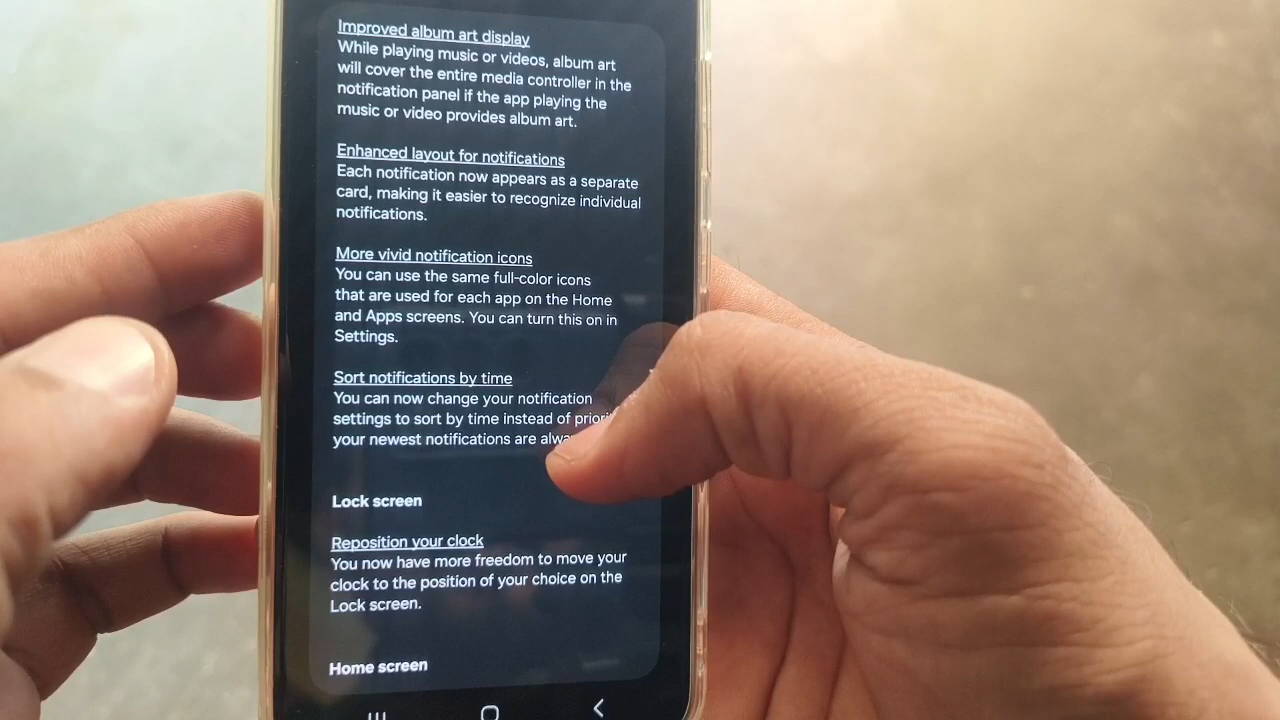 Improved album art display
While playing music or videos, album art
will cover the entire media controller in the
notification panel if the app playing the
music or video provides album art.
Enhanced layout for notifications
Each notification now appears as a separate
card, making it easier to recognize individual
notifications.
More vivid notification icons
You can use the same full-color icons
that are used for each app on the Home
and Apps screens. You can turn this on in
Settings.
Sort notifications by time
You can now change your notification
settings to sort by time instead of
your newest notifications are
Lock screen
Reposition your clock
You now have more freedom to move your
clock to the position of your choice on the
Lock screen.
Home screen